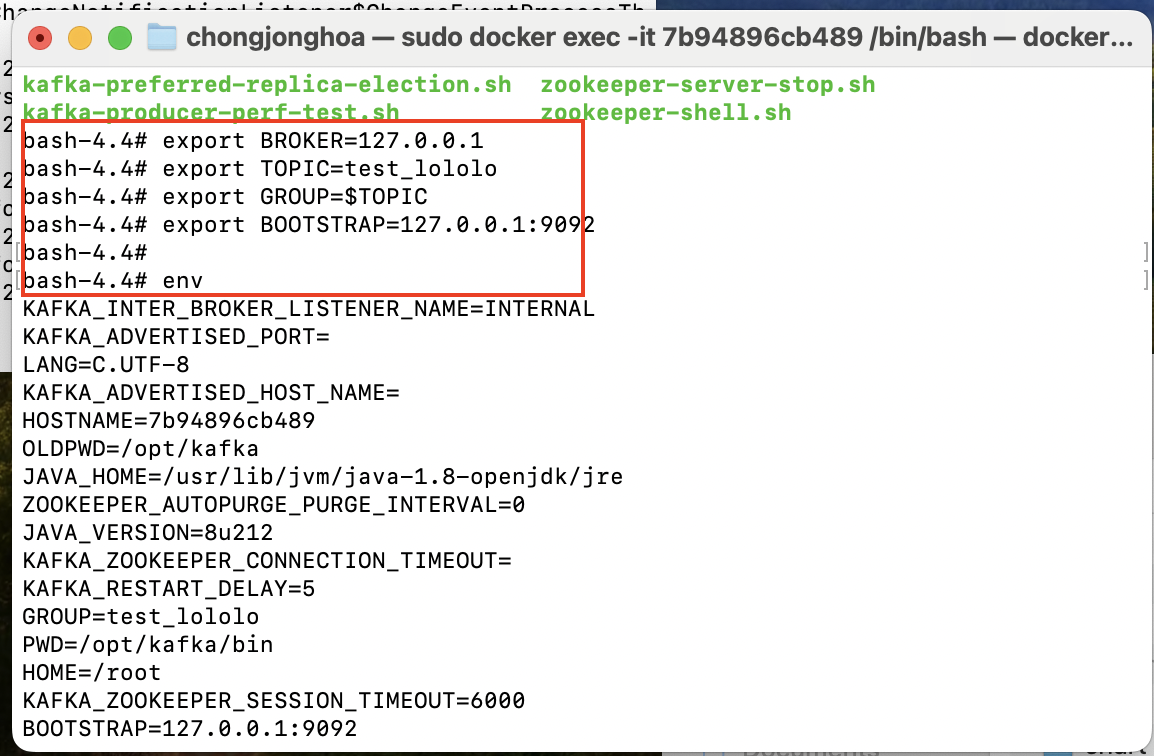 chongjonghoa — sudo docker exec -it 7b94896cb489 /bin/bash — docker...
kafka-preferred-replica-election.sh  zookeeper-server-stop.sh
kafka-producer-perf-test.sh          zookeeper-shell.sh
bash-4.4# export BROKER=127.0.0.1
bash-4.4# export TOPIC=test_lololo
bash-4.4# export GROUP=$TOPIC
bash-4.4# export BOOTSTRAP=127.0.0.1:9092
[bash-4.4# ]
[bash-4.4# env ]
KAFKA_INTER_BROKER_LISTENER_NAME=INTERNAL
KAFKA_ADVERTISED_PORT=
LANG=C.UTF-8
KAFKA_ADVERTISED_HOST_NAME=
HOSTNAME=7b94896cb489
OLDPWD=/opt/kafka
JAVA_HOME=/usr/lib/jvm/java-1.8-openjdk/jre
ZOOKEEPER_AUTOPURGE_PURGE_INTERVAL=0
JAVA_VERSION=8u212
KAFKA_ZOOKEEPER_CONNECTION_TIMEOUT=
KAFKA_RESTART_DELAY=5
GROUP=test_lololo
PWD=/opt/kafka/bin
HOME=/root
KAFKA_ZOOKEEPER_SESSION_TIMEOUT=6000
BOOTSTRAP=127.0.0.1:9092